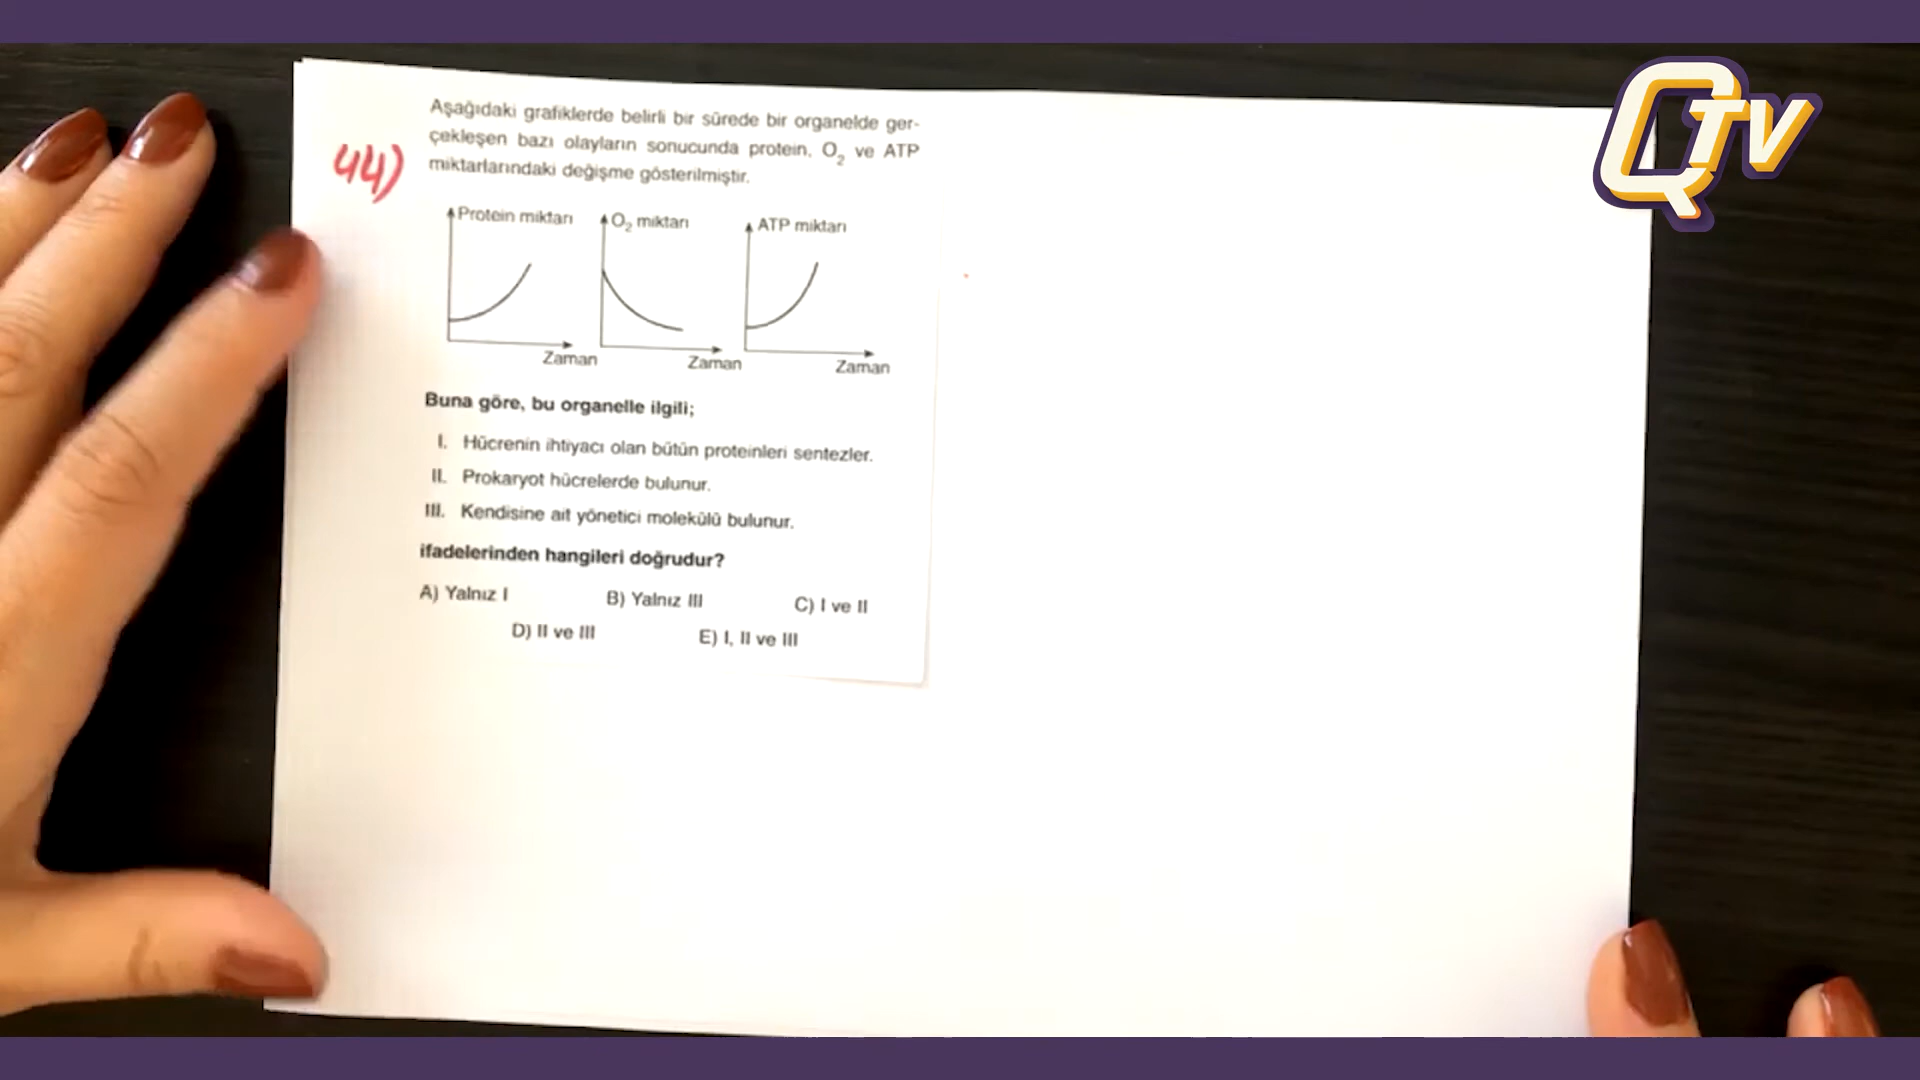 QTV
44)
Aşağıdaki grafiklerde belirli bir sürede bir organelde ger-
çekleşen bazı olayların sonucunda protein, O₂ ve ATP
miktarlarındaki değişme gösterilmiştir.
Protein miktarı O₂ miktarı ATP miktarı
Zaman Zaman Zaman
Buna göre, bu organelle ilgili;
I. Hücrenin ihtiyacı olan bütün proteinleri sentezler.
II. Prokaryot hücrelerde bulunur.
III. Kendisine ait yönetici molekülü bulunur.
ifadelerinden hangileri doğrudur?
A) Yalnız I B) Yalnız III C) I ve II
D) II ve III E) I, II ve III